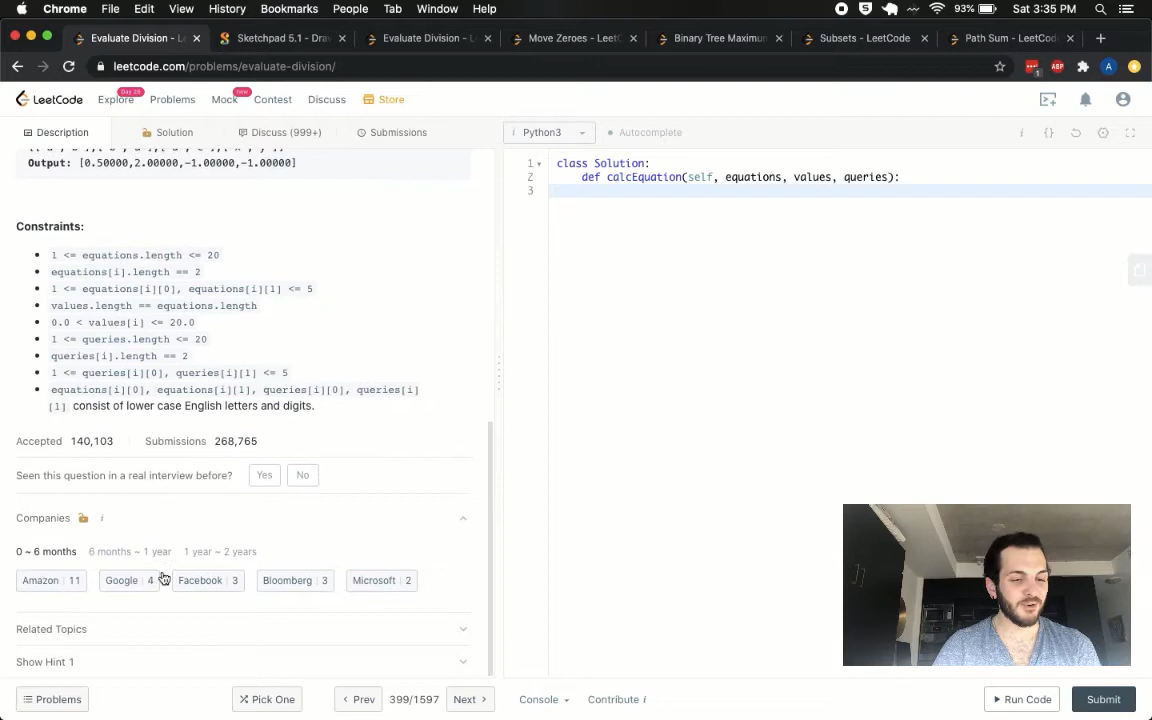 Chrome File Edit View History Bookmarks People Tab Window Help 93% Sat 3:35 PM
Evaluate Division - L Sketchpad 5.1 - Dra Evaluate Division - L Move Zeroes - LeetC Binary Tree Maximum Subsets - LeetCode Path Sum - LeetCod
leetcode.com/problems/evaluate-division/ 1 ABP A
LeetCode Explore Day 26 Problems Mock new Contest Discuss Store
Description Solution Discuss (999+) Submissions i Python3 Autocomplete i {}
Output: [0.50000,2.00000,-1.00000,-1.00000]
1 class Solution:
2 def calcEquation(self, equations, values, queries):
3
Constraints:
1 <= equations.length <= 20
equations[i].length == 2
1 <= equations[i][0], equations[i][1] <= 5
values.length == equations.length
0.0 < values[i] <= 20.0
1 <= queries.length <= 20
queries[i].length == 2
1 <= queries[i][0], queries[i][1] <= 5
equations[i][0], equations[i][1], queries[i][0], queries[i]
[1] consist of lower case English letters and digits.
Accepted 140,103 Submissions 268,765
Seen this question in a real interview before? Yes No
Companies i
0 ~ 6 months 6 months ~ 1 year 1 year ~ 2 years
Amazon 11 Google 4 Facebook 3 Bloomberg 3 Microsoft 2
Related Topics
Show Hint 1
Problems Pick One Prev 399/1597 Next Console Contribute i Run Code Submit